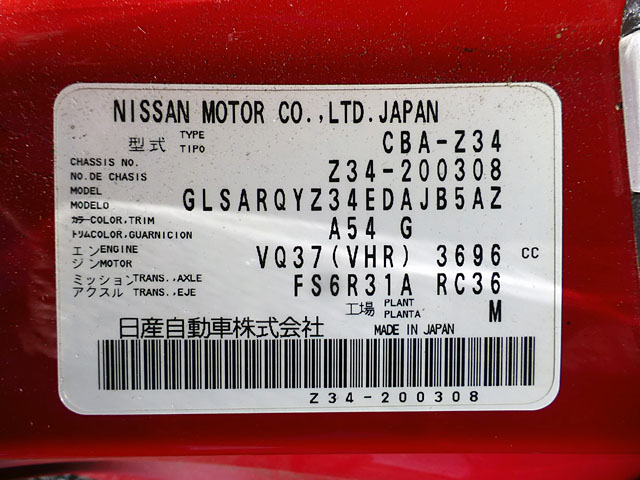 NISSAN MOTOR CO.,LTD.JAPAN
型式 TYPE TIPO CBA-Z34
CHASSIS NO. NO.DE CHASIS Z34-200308
MODEL MODELO GLSARQYZ34EDAJB5AZ
カラーCOLOR,TRIM トリムCOLOR,GUARNICION A54 G
エンジン ENGINE MOTOR VQ37(VHR) 3696 CC
ミッション TRANS.,AXLE アクスル TRANS.,EJE FS6R31A RC36
工場 PLANT PLANTA M
日産自動車株式会社 MADE IN JAPAN
Z34-200308